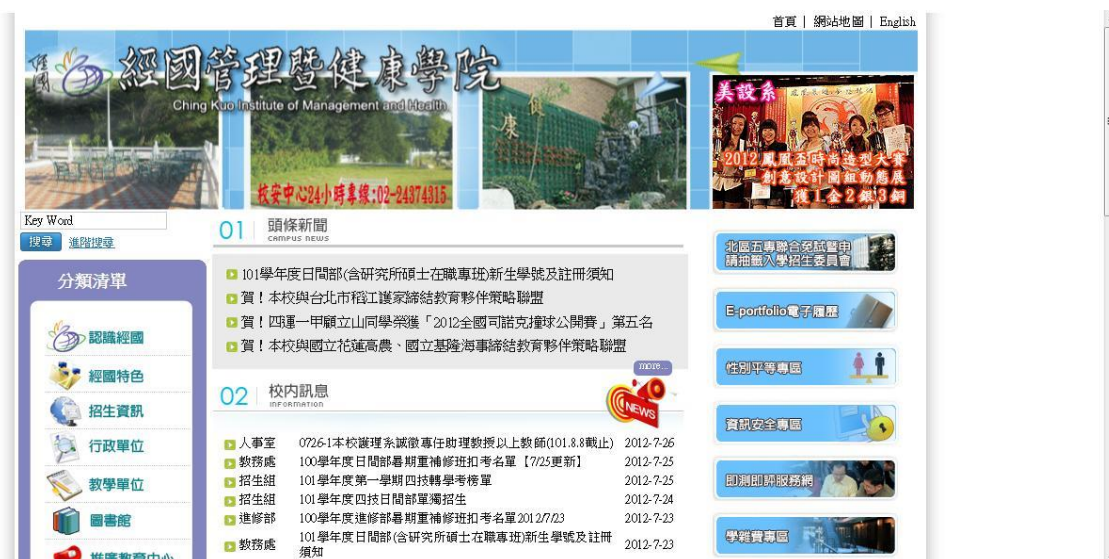 首頁 | 網站地圖 | English
經國管理暨健康學院
Ching Kuo Institute of Management and Health
健康
校安中心24小時專線:02-24374315
美設系
2012鳳凰盃時尚造型大賽
創意設計圖組動態展
獲1金2銀3銅
Key Word
搜尋 進階搜尋
分類清單
認識經國
經國特色
招生資訊
行政單位
教學單位
圖書館
推廣教育中心
01 頭條新聞
CAMPUS NEWS
101學年度日間部(含研究所碩士在職專班)新生學號及註冊須知
賀！本校與台北市稻江護家締結教育夥伴策略聯盟
賀！四運一甲顧立山同學榮獲「2012全國司諾克撞球公開賽」第五名
賀！本校與國立花蓮高農、國立基隆海事締結教育夥伴策略聯盟
more...
02 校內訊息
INFORMATION
NEWS
人事室 0726-1本校護理系誠徵專任助理教授以上教師(101.8.8截止) 2012-7-26
教務處 100學年度日間部暑期重補修班扣考名單【7/25更新】 2012-7-25
招生組 101學年度第一學期四技轉學考榜單 2012-7-25
招生組 101學年度四技日間部單獨招生 2012-7-24
進修部 100學年度進修部暑期重補修班扣考名單2012/7/23 2012-7-23
教務處 101學年度日間部(含研究所碩士在職專班)新生學號及註冊
須知 2012-7-23
北區五專聯合免試暨申
請抽籤入學招生委員會
E-portfolio電子履歷
性別平等專區
資訊安全專區
即測即評服務網
學雜費專區